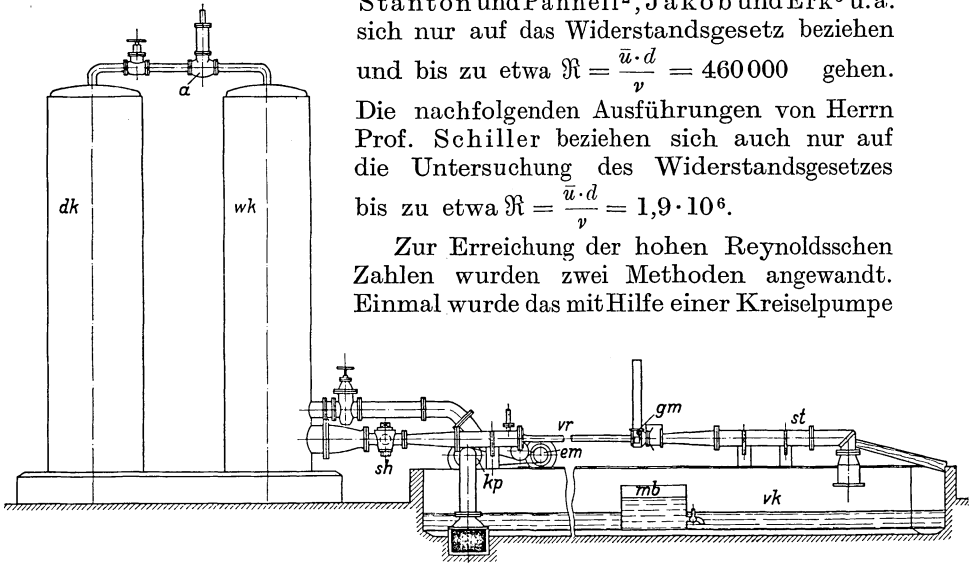 Stanton und Pannell², Jakob und Erk³ u. a.
sich nur auf das Widerstandsgesetz beziehen
und bis zu etwa ℜ = ū·d/ν = 460000 gehen.
Die nachfolgenden Ausführungen von Herrn
Prof. Schiller beziehen sich auch nur auf
die Untersuchung des Widerstandsgesetzes
bis zu etwa ℜ = ū·d/ν = 1,9·10⁶.
Zur Erreichung der hohen Reynoldsschen
Zahlen wurden zwei Methoden angewandt.
Einmal wurde das mit Hilfe einer Kreiselpumpe
a
dk
wk
sh
kp
vr
em
gm
st
mb
vk